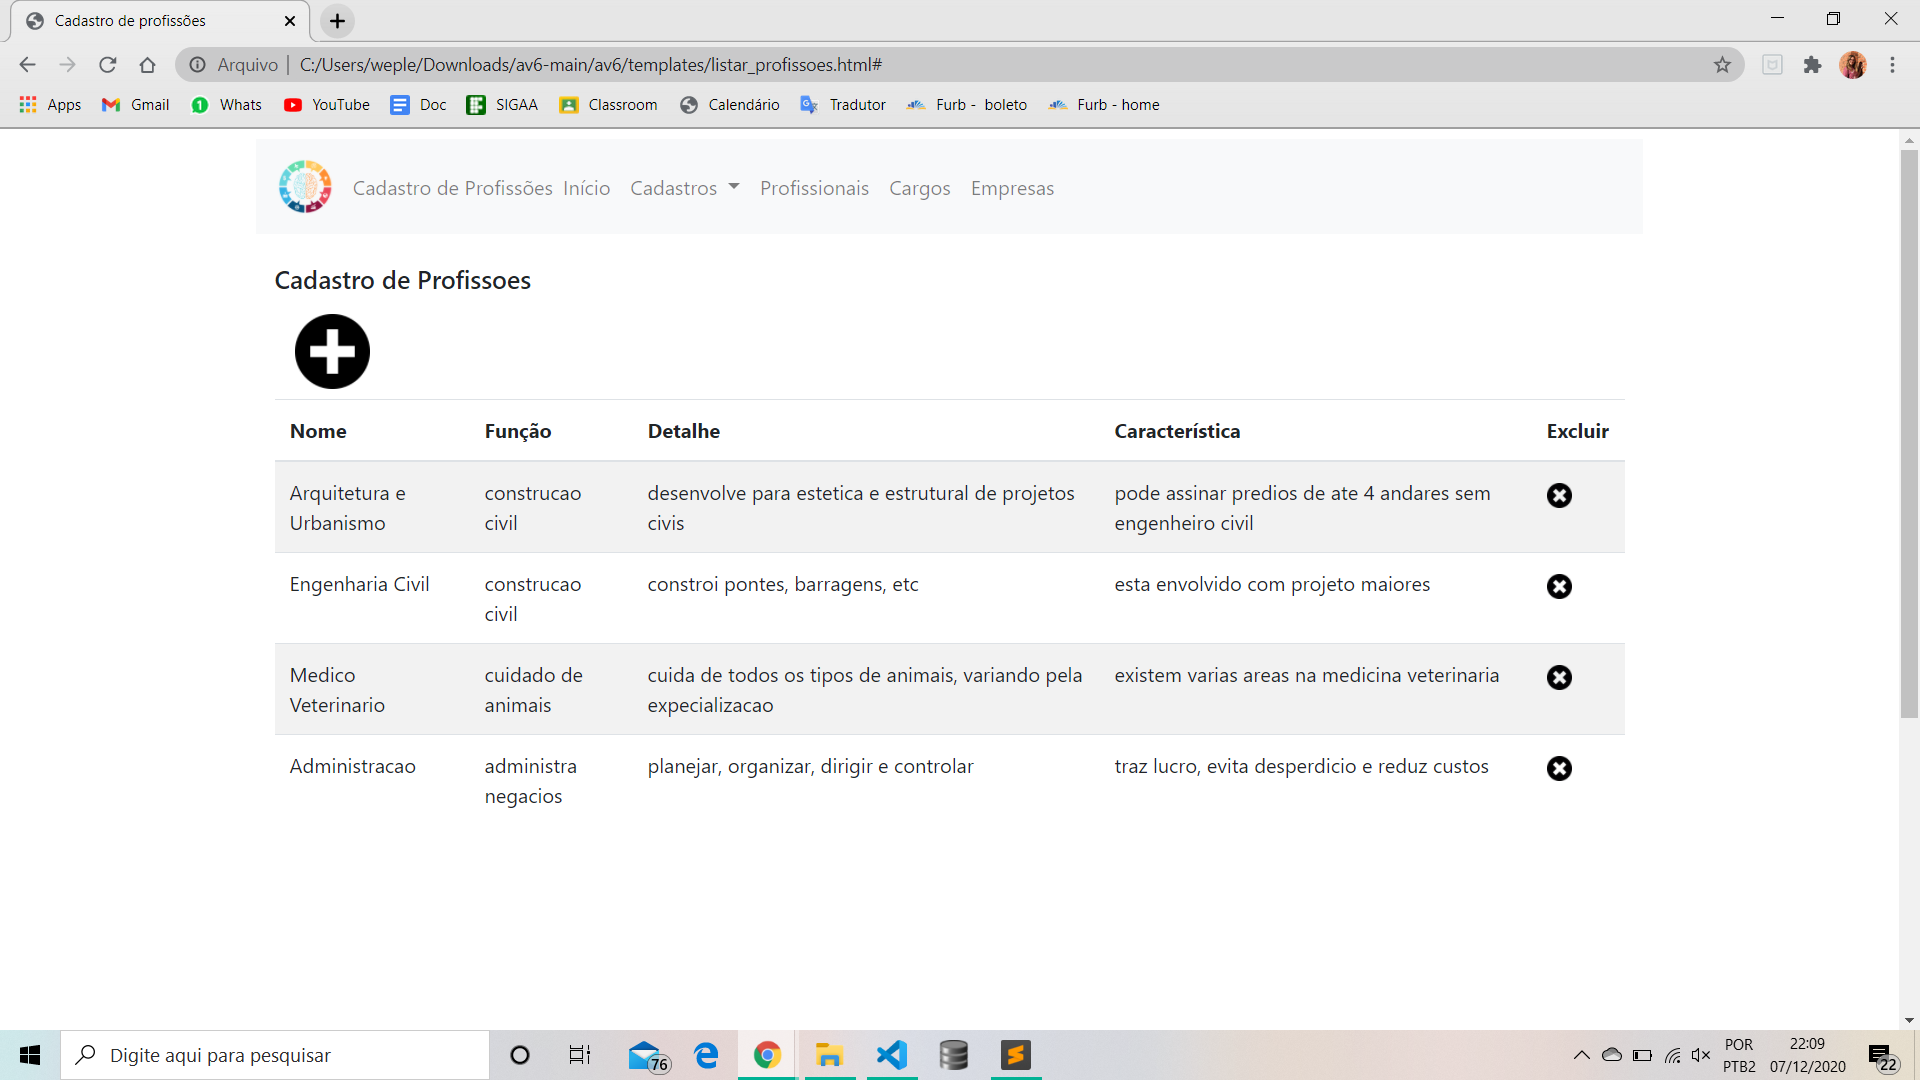 Cadastro de profissões
Arquivo | C:/Users/weple/Downloads/av6-main/av6/templates/listar_profissoes.html#
Apps Gmail Whats YouTube Doc SIGAA Classroom Calendário Tradutor Furb - boleto Furb - home
Cadastro de Profissões Início Cadastros Profissionais Cargos Empresas
Cadastro de Profissoes
Nome Função Detalhe Característica Excluir
Arquitetura e construcao desenvolve para estetica e estrutural de projetos pode assinar predios de ate 4 andares sem
Urbanismo civil civis engenheiro civil
Engenharia Civil construcao constroi pontes, barragens, etc esta envolvido com projeto maiores
civil
Medico cuidado de cuida de todos os tipos de animais, variando pela existem varias areas na medicina veterinaria
Veterinario animais expecializacao
Administracao administra planejar, organizar, dirigir e controlar traz lucro, evita desperdicio e reduz custos
negacios
Digite aqui para pesquisar 76 POR 22:09
PTB2 07/12/2020 22